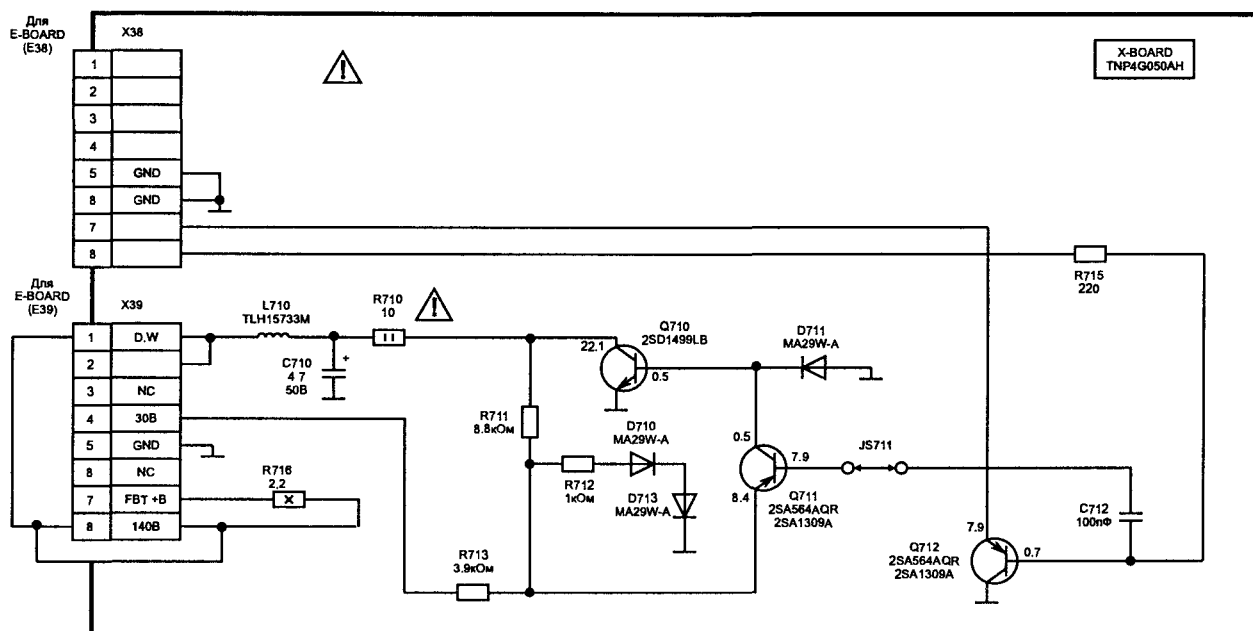 Для
E-BOARD
(E38)
X38
X-BOARD
TNP4G050AH
1
2
3
4
5 GND
8 GND
7
8
R715
220
Для
E-BOARD
(E39)
X39
1 D.W
2
3 NC
4 30В
5 GND
8 NC
7 FBT +B
8 140В
L710
TLH15733M
C710
4 7
50В
+
R710
10
22.1
Q710
2SD1499LB
0.5
D711
MA29W-A
R711
8.8кОм
D710
MA29W-A
R712
1кОм
D713
MA29W-A
0.5
7.9
8.4
Q711
2SA564AQR
2SA1309A
JS711
R716
2,2
R713
3.9кОм
C712
100пФ
7.9
Q712
2SA564AQR
2SA1309A
0.7